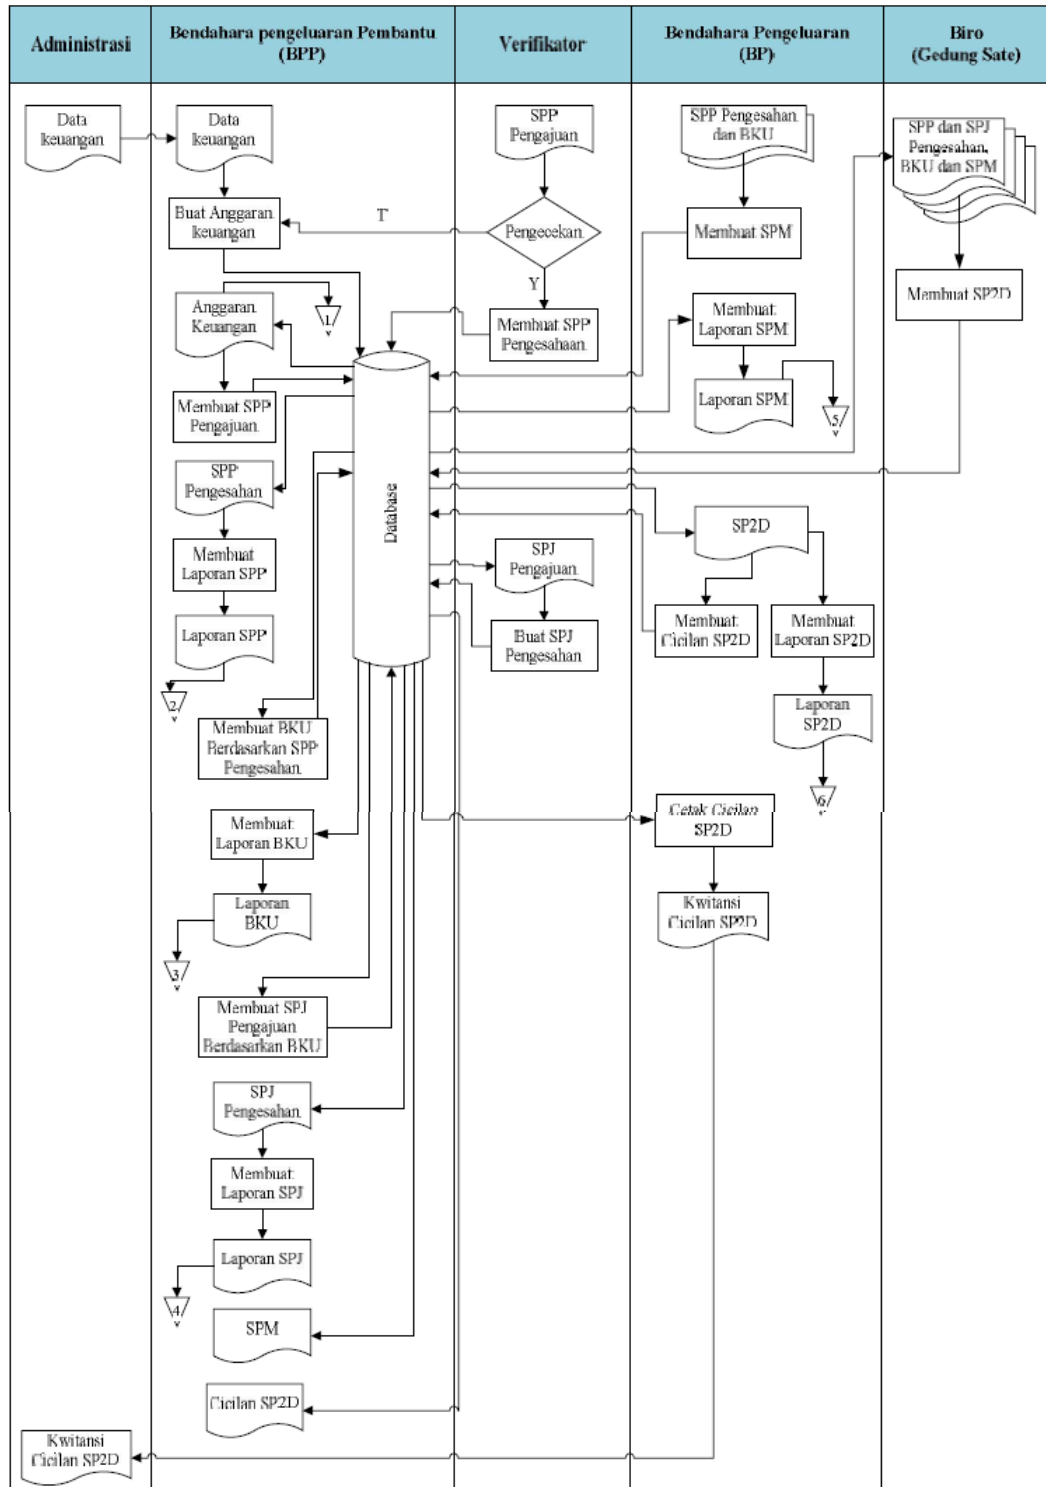 Administrasi
Bendahara pengeluaran Pembantu
(BPP)
Verifikator
Bendahara Pengeluaran
(BP)
Biro
(Gedung Sate)
Data
keuangan
Data
keuangan
Buat Anggaran
keuangan
Anggaran
Keuangan
1
Membuat SPP
Pengajuan
SPP
Pengesahan
Membuat
Laporan SPP
Laporan SPP
2
Membuat BKU
Berdasarkan SPP
Pengesahan
Membuat
Laporan BKU
Laporan
BKU
3
Membuat SPJ
Pengajuan
Berdasarkan BKU
SPJ
Pengesahan
Membuat
Laporan SPJ
Laporan SPJ
4
SPM
Cicilan SP2D
Kwitansi
Cicilan SP2D
Database
SPP
Pengajuan
Pengecekan
T
Y
Membuat SPP
Pengesahaan
SPJ
Pengajuan
Buat SPJ
Pengesahan
SPP Pengesahan
dan BKU
Membuat SPM
Membuat
Laporan SPM
Laporan SPM
5
SP2D
Membuat
Cicilan SP2D
Membuat
Laporan SP2D
Laporan
SP2D
6
Cetak Cicilan
SP2D
Kwitansi
Cicilan SP2D
SPP dan SPJ
Pengesahan,
BKU dan SPM
Membuat SP2D